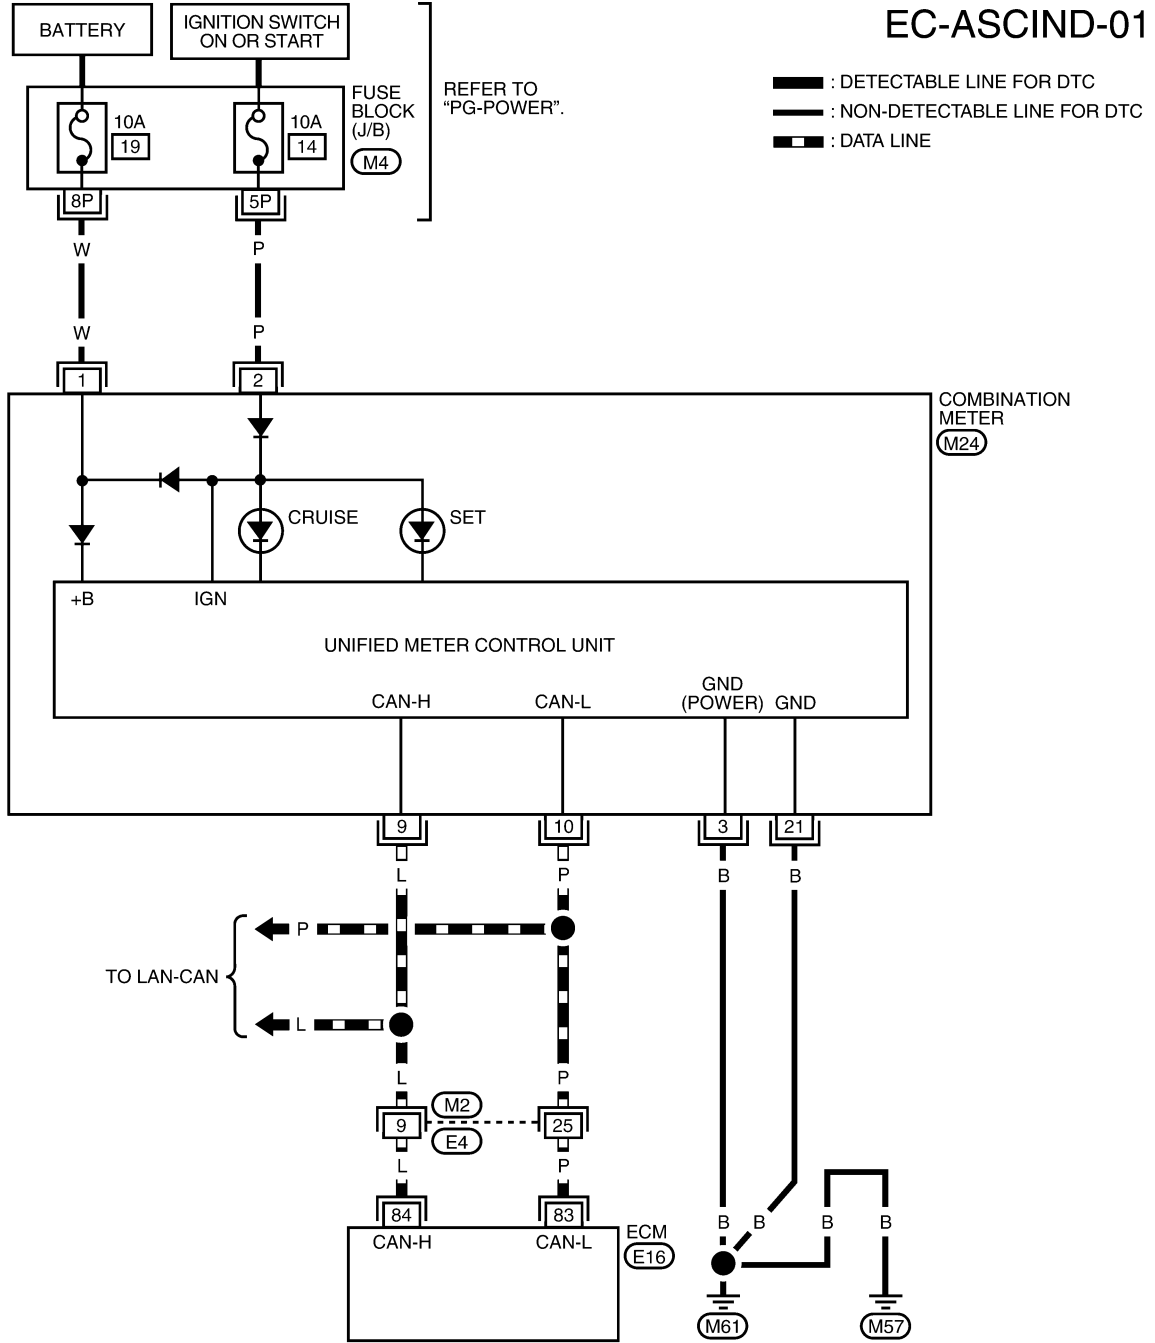 EC-ASCIND-01
BATTERY
IGNITION SWITCH
ON OR START
: DETECTABLE LINE FOR DTC
: NON-DETECTABLE LINE FOR DTC
: DATA LINE
10A
19
10A
14
FUSE
BLOCK
(J/B)
M4
REFER TO
“PG-POWER”.
8P
5P
W
P
W
P
1
2
COMBINATION
METER
M24
CRUISE
SET
+B
IGN
UNIFIED METER CONTROL UNIT
CAN-H
CAN-L
GND
(POWER)
GND
9
10
3
21
L
P
B
B
P
TO LAN-CAN
L
L
P
M2
9
25
E4
L
P
84
83
CAN-H
CAN-L
ECM
E16
B
B
B
B
M61
M57